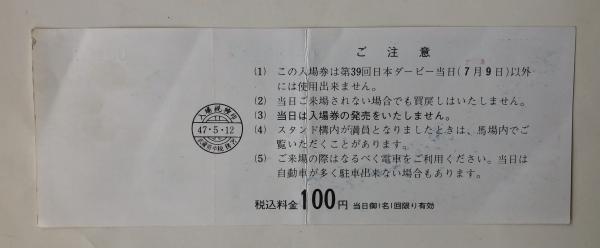 ご注意
(1) この入場券は第39回日本ダービー当日(7月9日)以外
には使用出来ません。
(2) 当日ご来場されない場合でも買戻しはいたしません。
(3) 当日は入場券の発売をいたしません。
(4) スタンド構内が満員となりましたときは、馬場内でご
覧いただくことがあります。
(5) ご来場の際はなるべく電車をご利用ください。当日は
自動車が多く駐車出来ない場合もあります。
47・5・12
税込料金100円 当日御1名1回限り有効